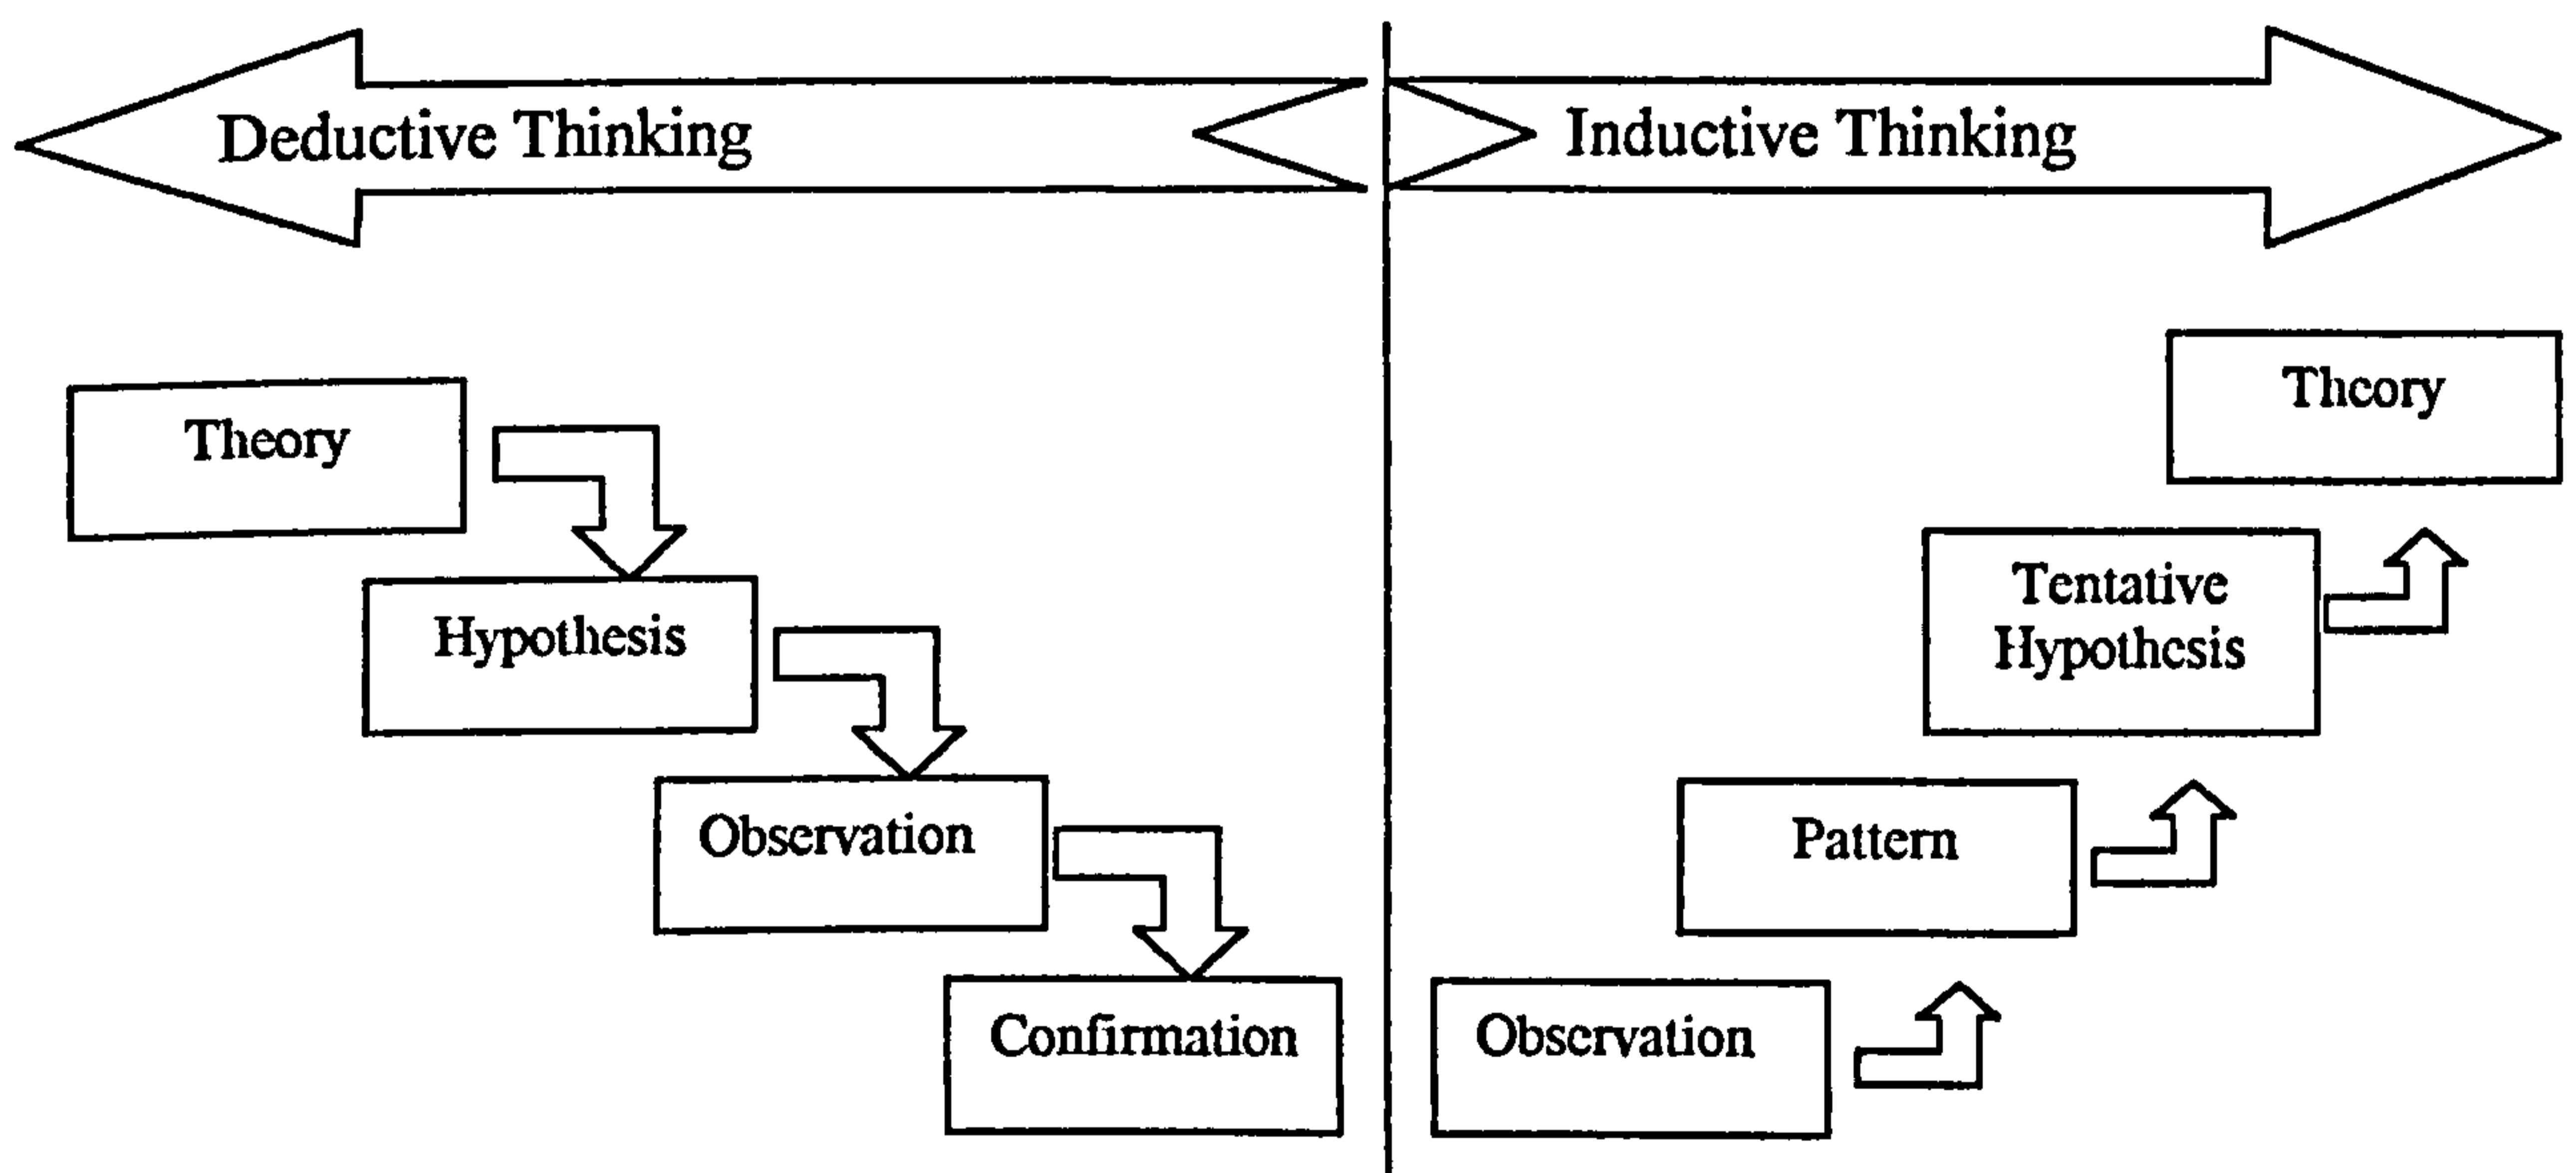 Deductive Thinking
Inductive Thinking
Theory
Hypothesis
Observation
Confirmation
Theory
Tentative
Hypothesis
Pattern
Observation